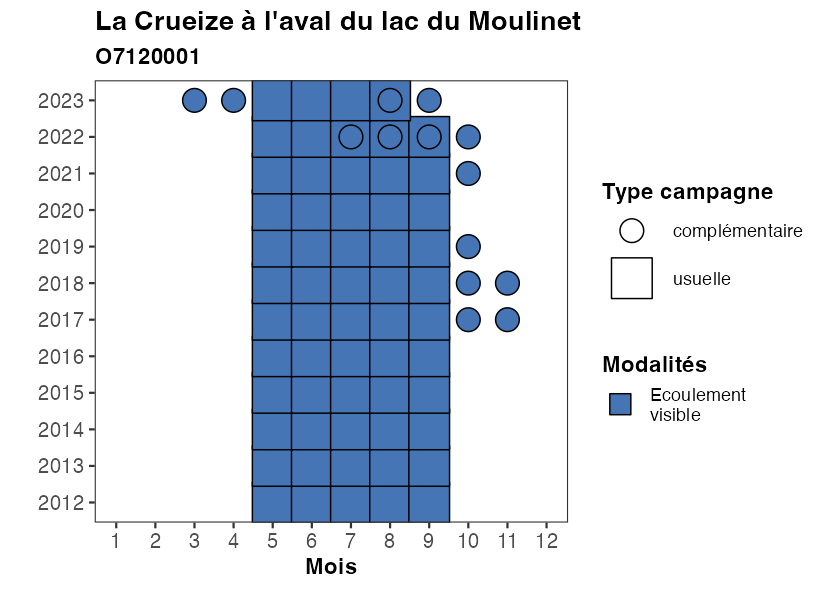 La Crueize à l'aval du lac du Moulinet
O7120001
2023
2022
2021
2020
2019
2018
2017
2016
2015
2014
2013
2012
1 2 3 4 5 6 7 8 9 10 11 12
Mois
Type campagne
complémentaire
usuelle
Modalités
Ecoulement
visible